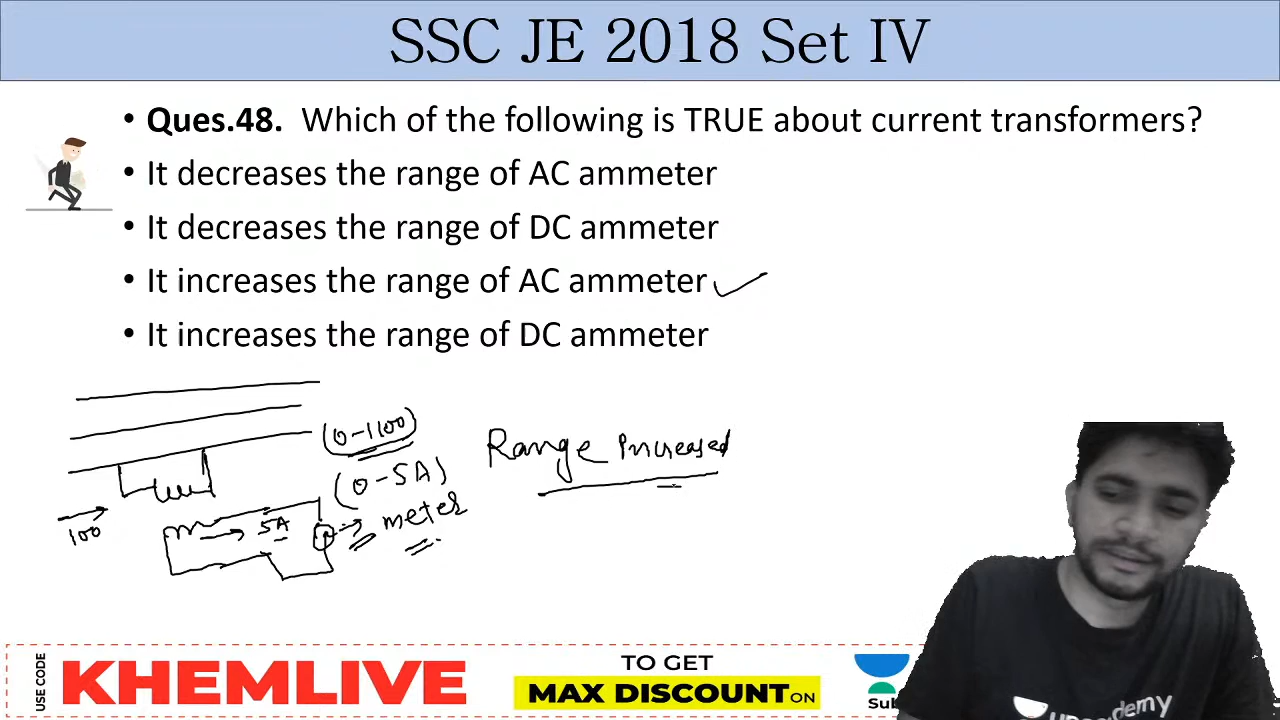 SSC JE 2018 Set IV
• Ques.48. Which of the following is TRUE about current transformers?
• It decreases the range of AC ammeter
• It decreases the range of DC ammeter
• It increases the range of AC ammeter
• It increases the range of DC ammeter
(0-1100)
Range Increased
(0-5A)
meter
100
5A
USE CODE
KHEMLIVE
TO GET
MAX DISCOUNT ON
Sub